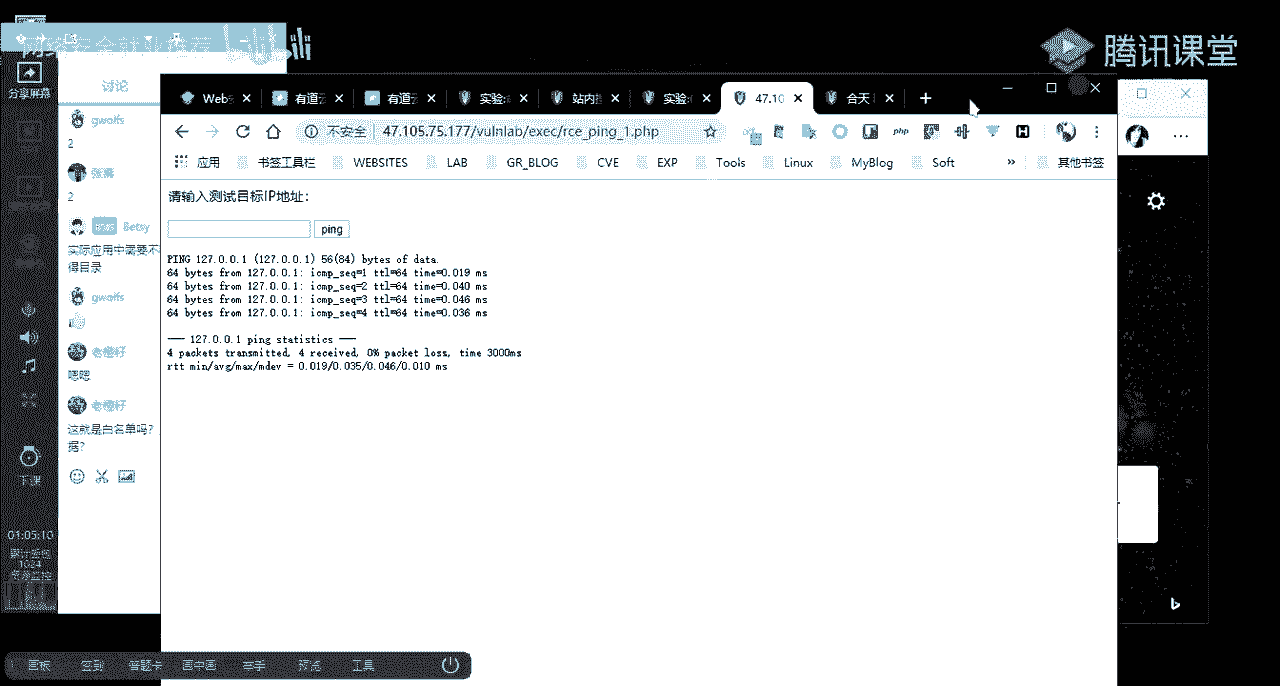 bilibili
腾讯课堂
分享屏幕
讨论
gwolfs
2
张震
2
Betsy
实际应用中需要不
得目录
gwolfs
嗯嗯
这就是白名单吗?
据?
下课
01:05:10
1024
画板
签到
答题卡
画中画
举手
预览
工具
Web
有道云
有道云
实验:
站内
实验:
47.10
合天
不安全
47.105.75.177/vulnlab/exec/rce_ping_1.php
php
应用
书签工具栏
WEBSITES
LAB
GR_BLOG
CVE
EXP
Tools
Linux
MyBlog
Soft
»
其他书签
请输入测试目标IP地址:
ping
PING 127.0.0.1 (127.0.0.1) 56(84) bytes of data.
64 bytes from 127.0.0.1: icmp_seq=1 ttl=64 time=0.019 ms
64 bytes from 127.0.0.1: icmp_seq=2 ttl=64 time=0.040 ms
64 bytes from 127.0.0.1: icmp_seq=3 ttl=64 time=0.046 ms
64 bytes from 127.0.0.1: icmp_seq=4 ttl=64 time=0.036 ms
--- 127.0.0.1 ping statistics ---
4 packets transmitted, 4 received, 0% packet loss, time 3000ms
rtt min/avg/max/mdev = 0.019/0.035/0.046/0.010 ms